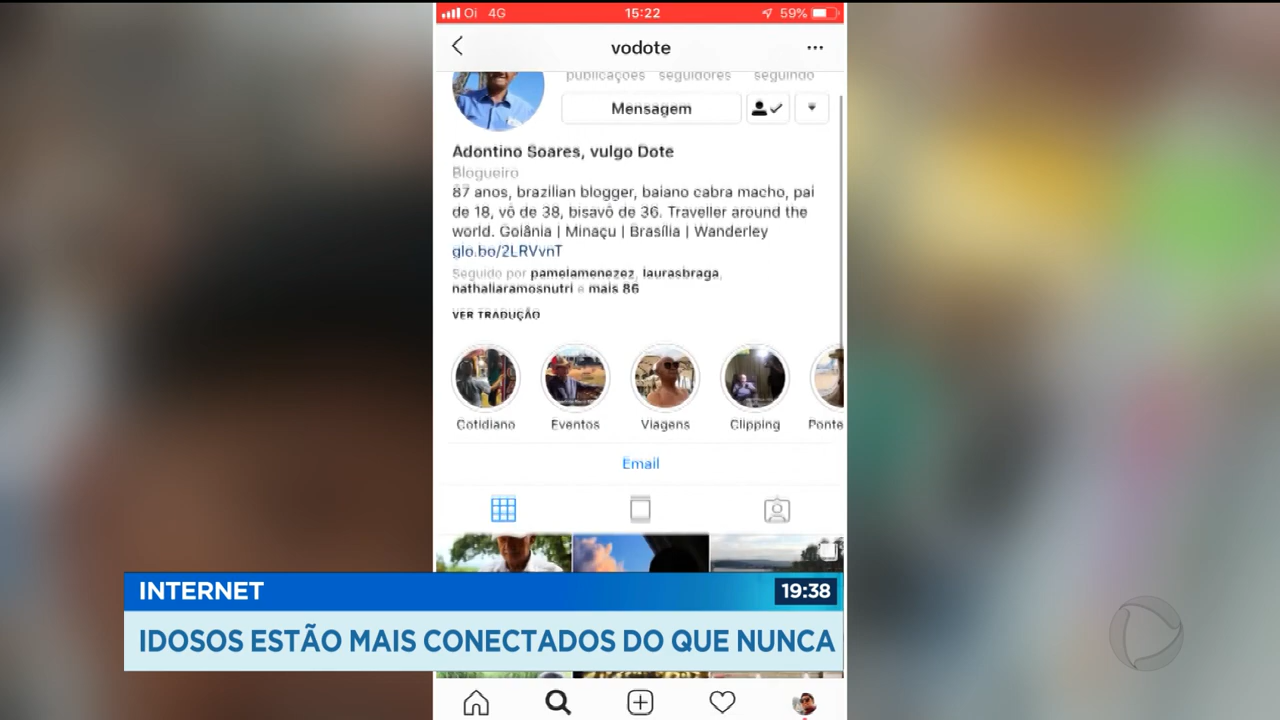 Oi 4G 15:22 59%
vodote
publicações seguidores seguindo
Mensagem
Adontino Soares, vulgo Dote
Blogueiro
87 anos, brazilian blogger, baiano cabra macho, pai
de 18, vô de 38, bisavô de 36. Traveller around the
world. Goiânia | Minaçu | Brasília | Wanderley
glo.bo/2LRVvnT
Seguido por pamelamenezez, laurasbraga,
nathaliaramosnutri e mais 86
VER TRADUÇÃO
Cotidiano Eventos Viagens Clipping Ponte
Email
INTERNET 19:38
IDOSOS ESTÃO MAIS CONECTADOS DO QUE NUNCA